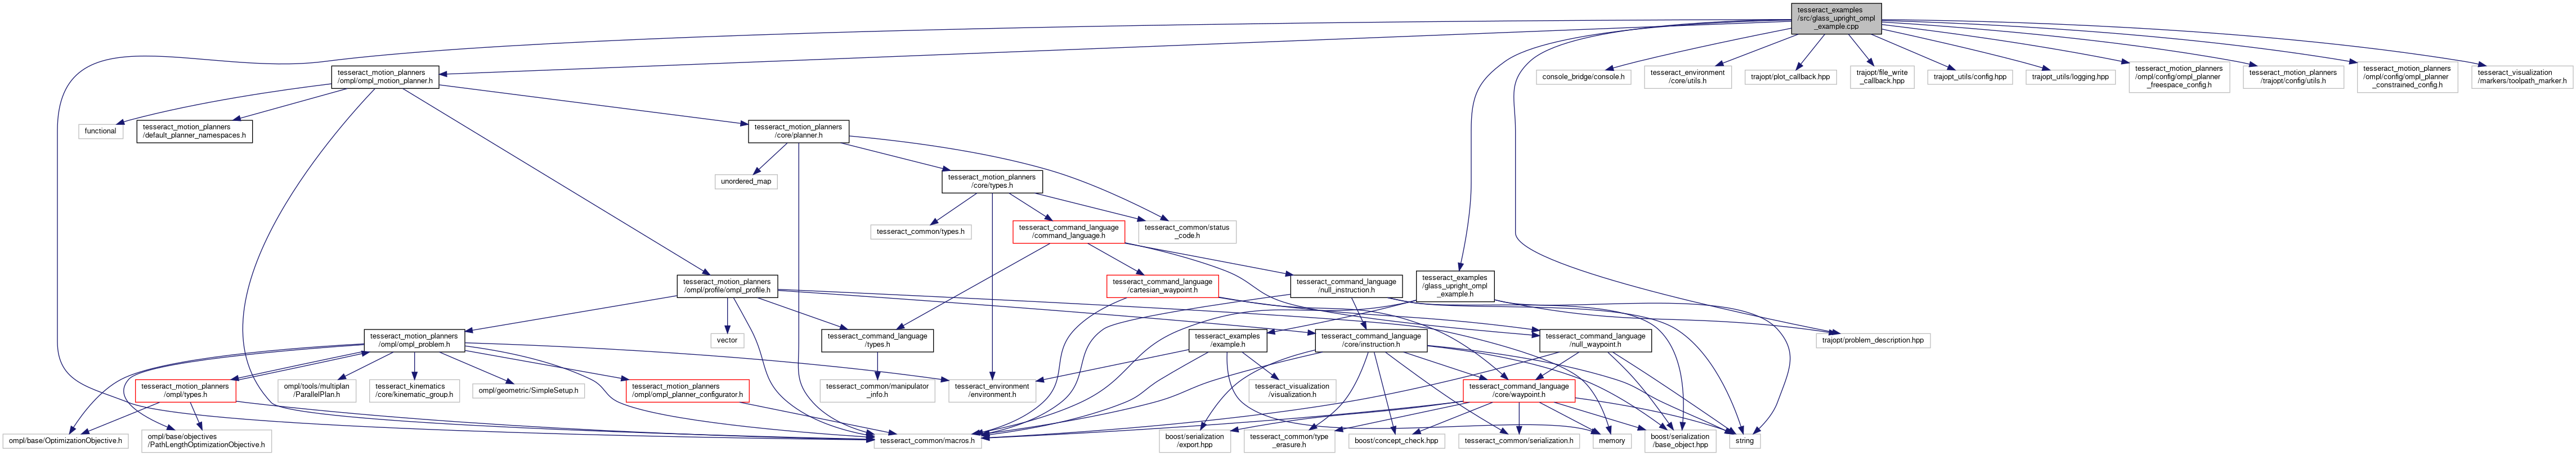 tesseract_examples
/src/glass_upright_ompl
_example.cpp
tesseract_motion_planners
/ompl/ompl_motion_planner.h
console_bridge/console.h
tesseract_environment
/core/utils.h
trajopt/plot_callback.hpp
trajopt/file_write
_callback.hpp
trajopt_utils/config.hpp
trajopt_utils/logging.hpp
tesseract_motion_planners
/ompl/config/ompl_planner
_freespace_config.h
tesseract_motion_planners
/trajopt/config/utils.h
tesseract_motion_planners
/ompl/config/ompl_planner
_constrained_config.h
tesseract_visualization
/markers/toolpath_marker.h
functional
tesseract_motion_planners
/default_planner_namespaces.h
tesseract_motion_planners
/core/planner.h
unordered_map
tesseract_motion_planners
/core/types.h
tesseract_common/types.h
tesseract_command_language
/command_language.h
tesseract_common/status
_code.h
tesseract_motion_planners
/ompl/profile/ompl_profile.h
tesseract_command_language
/cartesian_waypoint.h
tesseract_command_language
/null_instruction.h
tesseract_examples
/glass_upright_ompl
_example.h
tesseract_motion_planners
/ompl/ompl_problem.h
vector
tesseract_command_language
/types.h
tesseract_examples
/example.h
tesseract_command_language
/core/instruction.h
tesseract_command_language
/null_waypoint.h
trajopt/problem_description.hpp
tesseract_motion_planners
/ompl/types.h
ompl/tools/multiplan
/ParallelPlan.h
tesseract_kinematics
/core/kinematic_group.h
ompl/geometric/SimpleSetup.h
tesseract_motion_planners
/ompl/ompl_planner_configurator.h
tesseract_common/manipulator
_info.h
tesseract_environment
/environment.h
tesseract_visualization
/visualization.h
tesseract_command_language
/core/waypoint.h
ompl/base/OptimizationObjective.h
ompl/base/objectives
/PathLengthOptimizationObjective.h
tesseract_common/macros.h
boost/serialization
/export.hpp
tesseract_common/type
_erasure.h
boost/concept_check.hpp
tesseract_common/serialization.h
memory
boost/serialization
/base_object.hpp
string